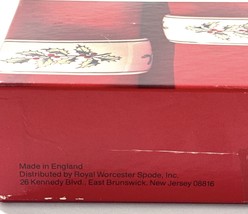 Made in England
Distributed by Royal Worcester Spode, Inc.
26 Kennedy Blvd., East Brunswick, New Jersey 08816